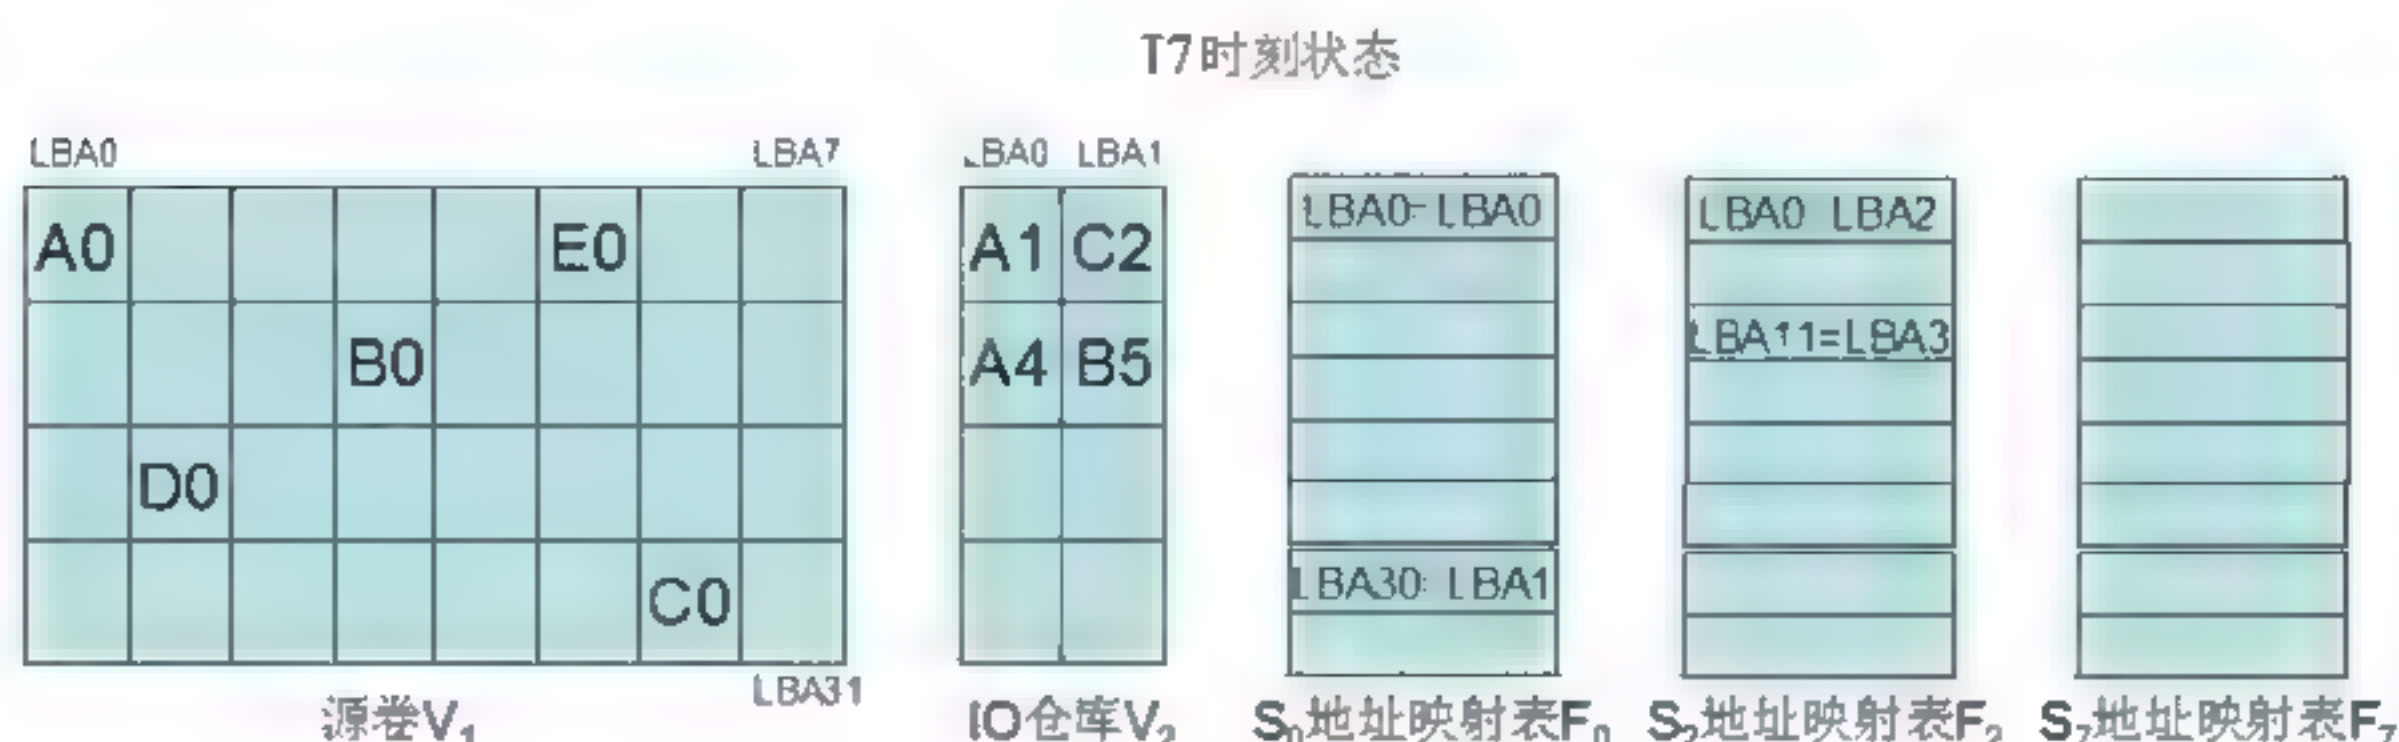 T7时刻状态
LBA0 LBA7 LBA0 LBA1
A0 E0 A1 C2 LBA0=LBA0 LBA0 LBA2
B0 A4 B5 LBA11=LBA3
D0
C0 LBA30=LBA1
LBA31
源卷V₁ IO仓库V₂ S₀地址映射表F₀ S₂地址映射表F₂ S₇地址映射表F₇